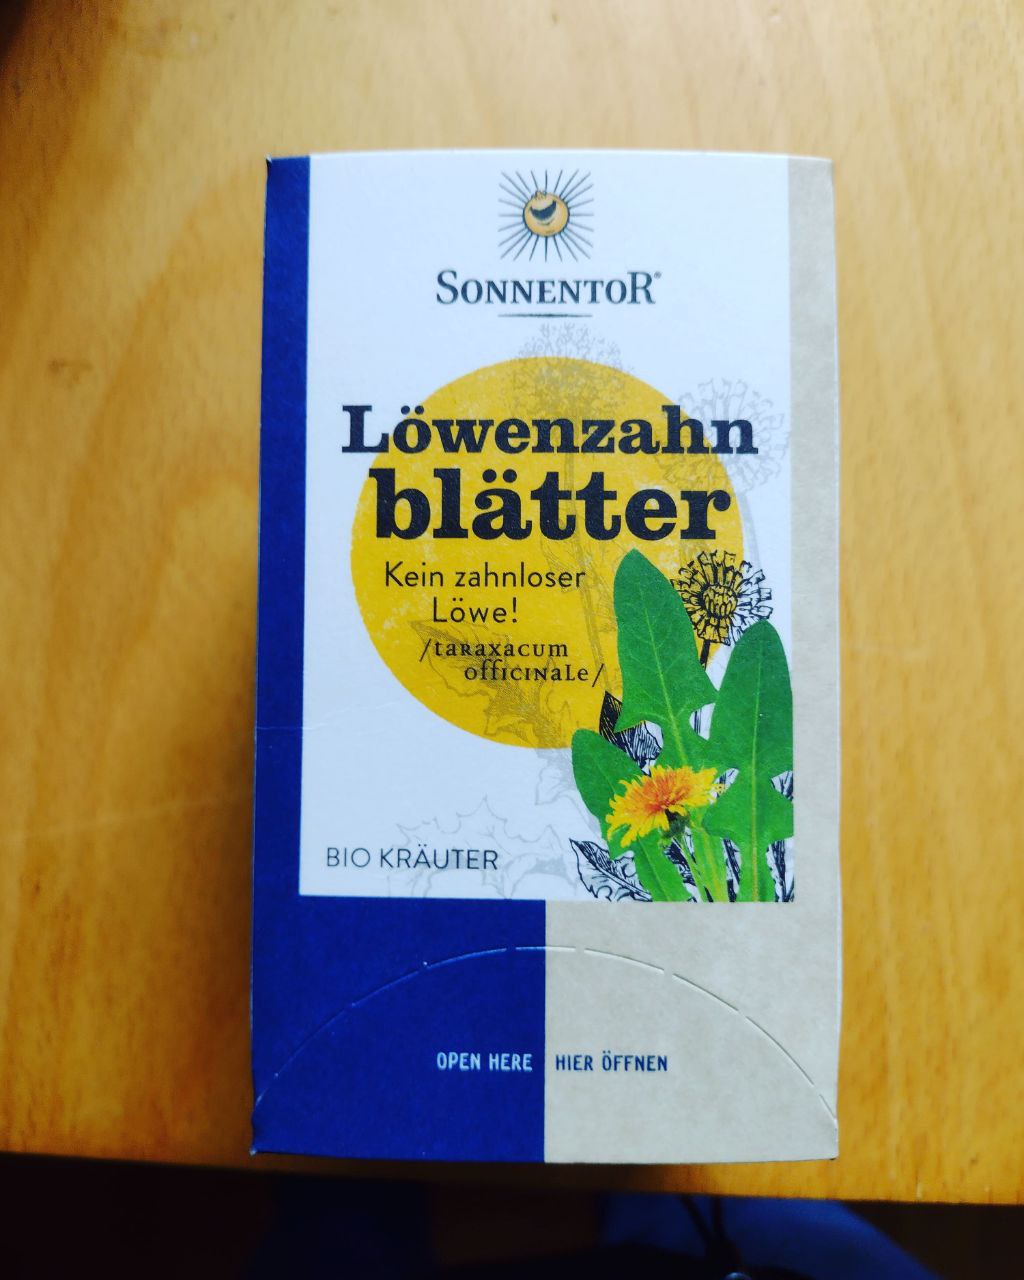 SONNENTOR®
Löwenzahn
blätter
Kein zahnloser
Löwe!
/taraxacum
officinale/
BIO KRÄUTER
OPEN HERE HIER ÖFFNEN